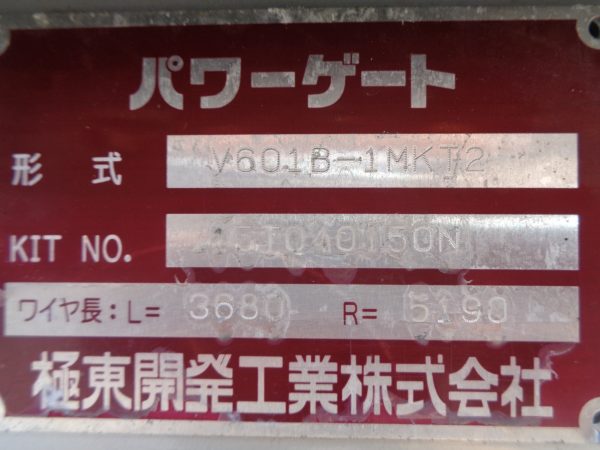 パワーゲート
形式 V601B-1MKT2
KIT NO.
ワイヤ長:L= 3680 R= 5190
極東開発工業株式会社